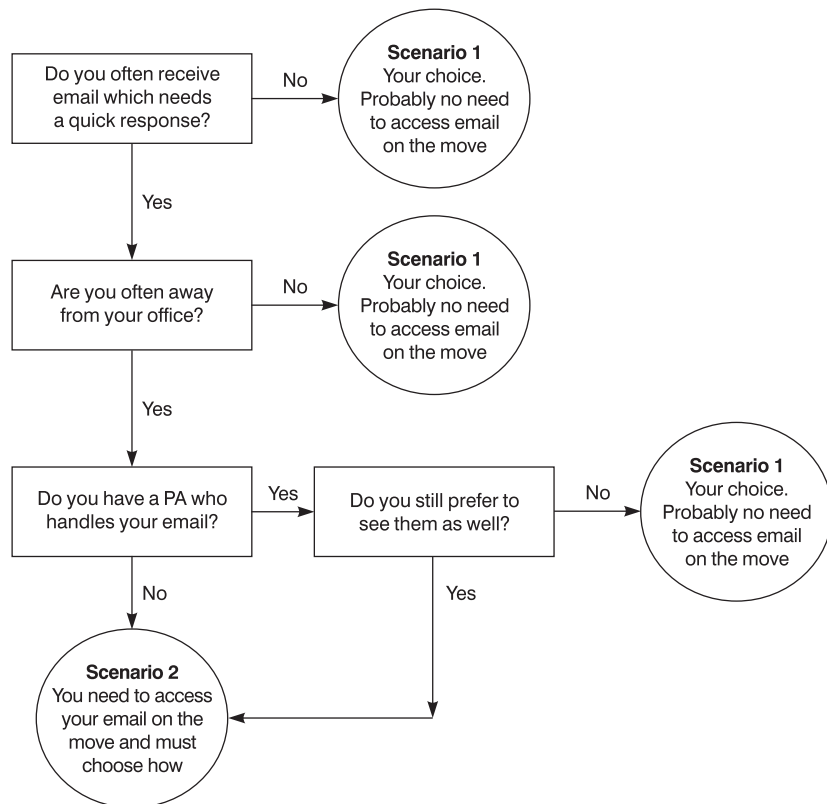 Do you often receive
email which needs
a quick response?
No
Scenario 1
Your choice.
Probably no need
to access email
on the move
Yes
Are you often away
from your office?
No
Scenario 1
Your choice.
Probably no need
to access email
on the move
Yes
Do you have a PA who
handles your email?
Yes
Do you still prefer to
see them as well?
No
Scenario 1
Your choice.
Probably no need
to access email
on the move
No
Yes
Scenario 2
You need to access
your email on the
move and must
choose how